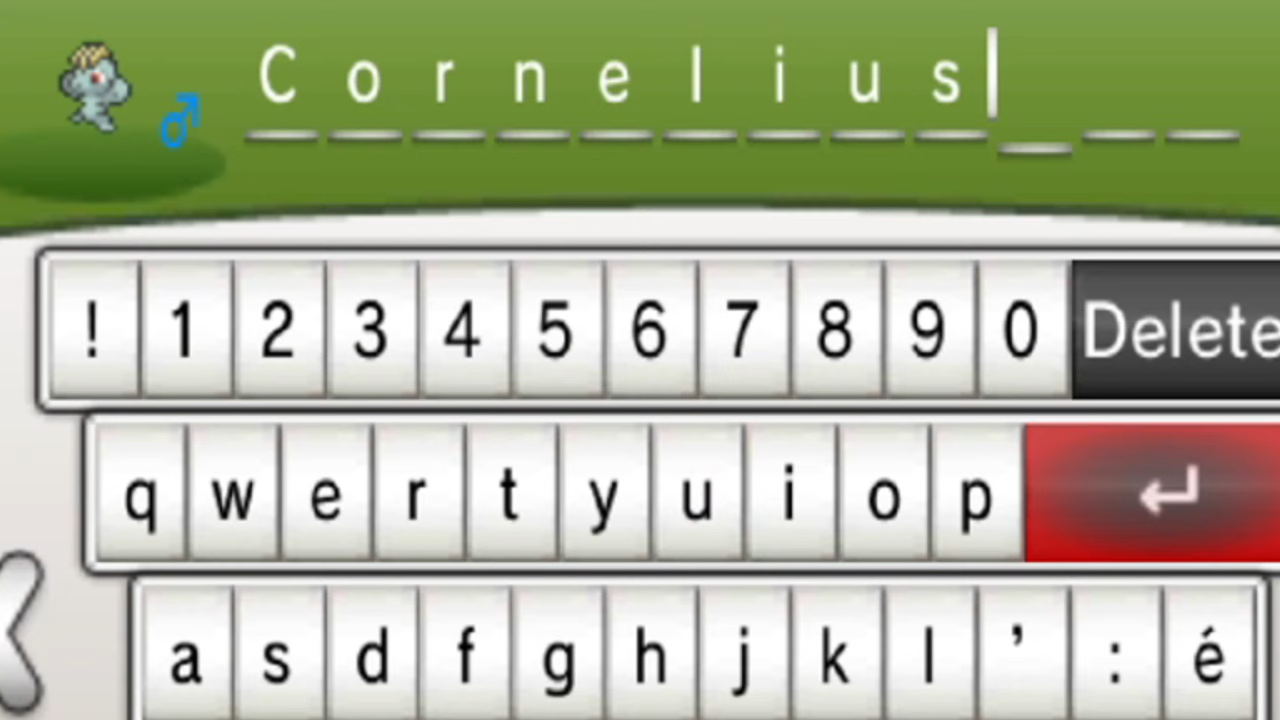 Cornelius
! 1 2 3 4 5 6 7 8 9 0 Delete
q w e r t y u i o p
a s d f g h j k l ’ : é